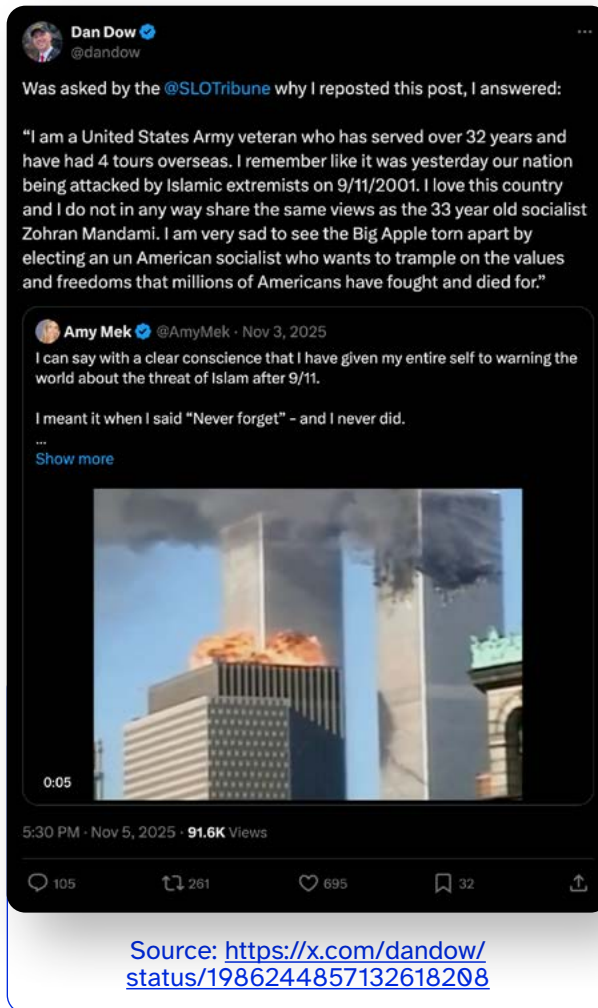 Dan Dow
@dandow
Was asked by the @SLOTribune why I reposted this post, I answered:
“I am a United States Army veteran who has served over 32 years and
have had 4 tours overseas. I remember like it was yesterday our nation
being attacked by Islamic extremists on 9/11/2001. I love this country
and I do not in any way share the same views as the 33 year old socialist
Zohran Mandami. I am very sad to see the Big Apple torn apart by
electing an un American socialist who wants to trample on the values
and freedoms that millions of Americans have fought and died for.”
Amy Mek @AmyMek · Nov 3, 2025
I can say with a clear conscience that I have given my entire self to warning the
world about the threat of Islam after 9/11.
I meant it when I said “Never forget” - and I never did.
...
Show more
0:05
5:30 PM · Nov 5, 2025 · 91.6K Views
105 261 695 32
Source: https://x.com/dandow/
status/1986244857132618208